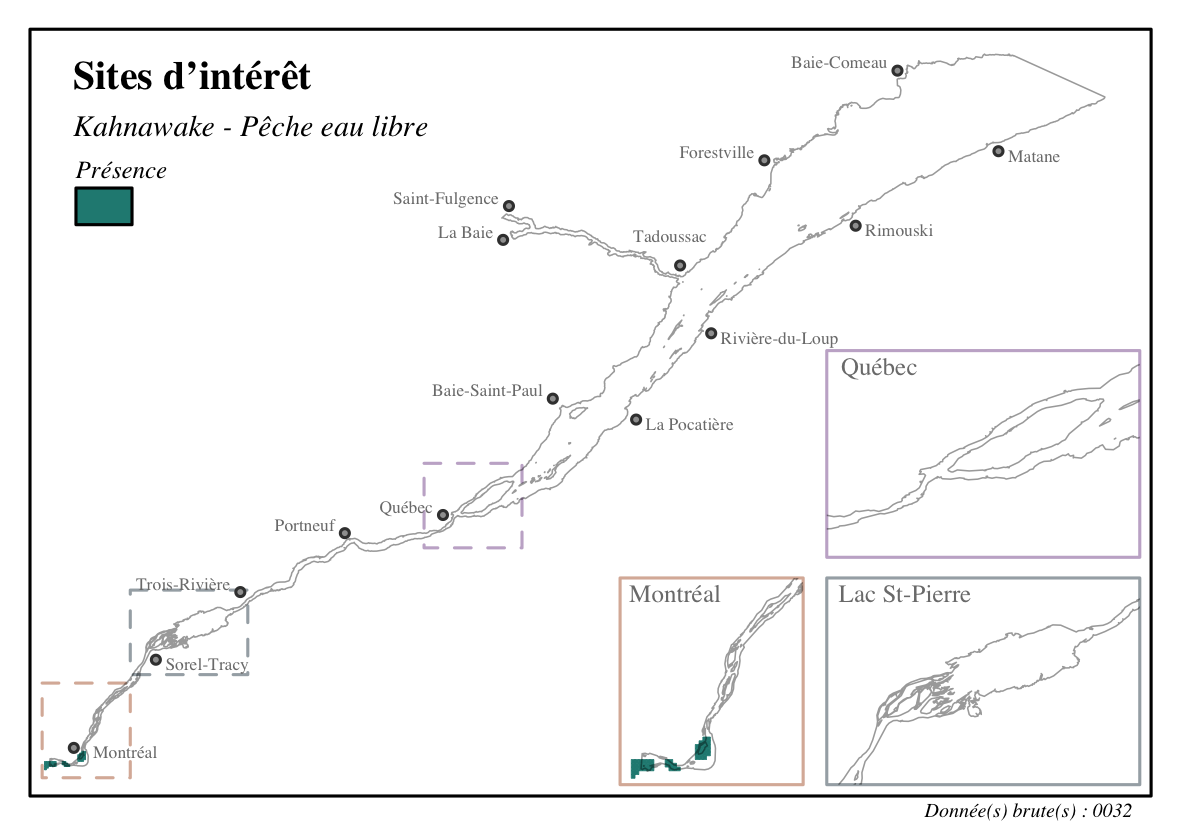 Sites d’intérêt
Kahnawake - Pêche eau libre
Présence
Baie-Comeau
Forestville
Matane
Saint-Fulgence
La Baie
Tadoussac
Rimouski
Rivière-du-Loup
Québec
Baie-Saint-Paul
La Pocatière
Québec
Portneuf
Trois-Rivière
Montréal
Lac St-Pierre
Sorel-Tracy
Montréal
Donnée(s) brute(s) : 0032